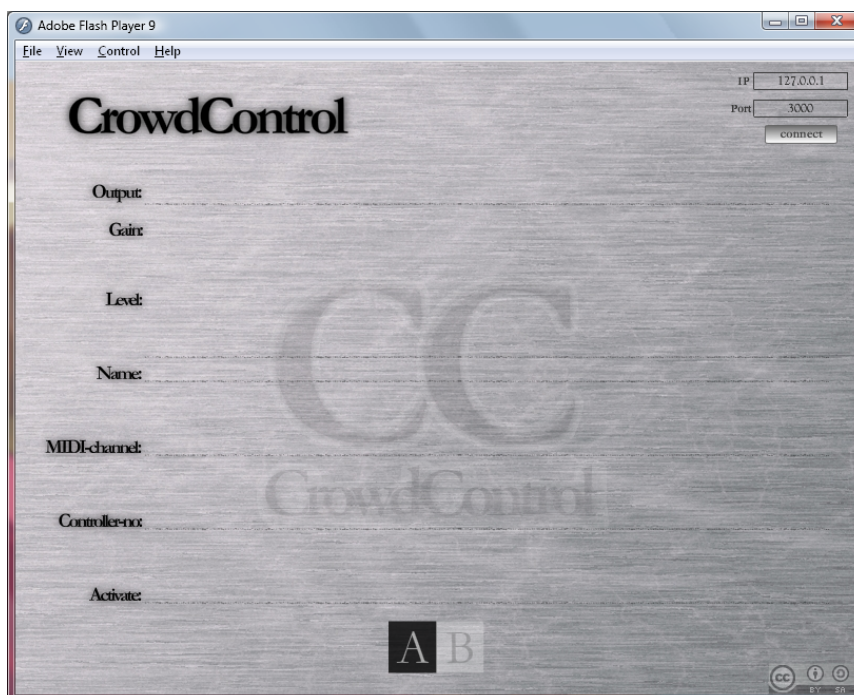 Adobe Flash Player 9
File View Control Help
CrowdControl
IP 127.0.0.1
Port 3000
connect
Output:
Gain:
Level:
CC
Name:
MIDI-channel:
CrowdControl
Controller-no:
Activate:
A B
cc
BY SA